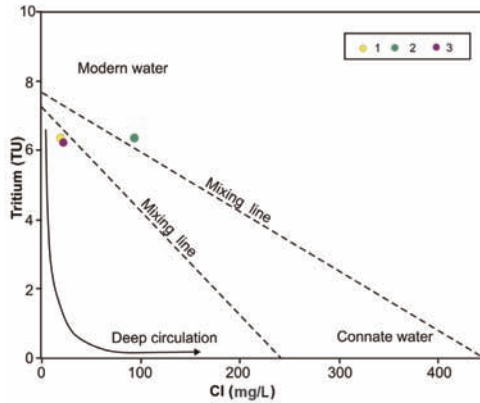 10
8
6
4
2
0
Tritium (TU)
Modern water
1 2 3
Mixing line
Mixing line
Deep circulation
Connate water
0 100 200 300 400
Cl (mg/L)